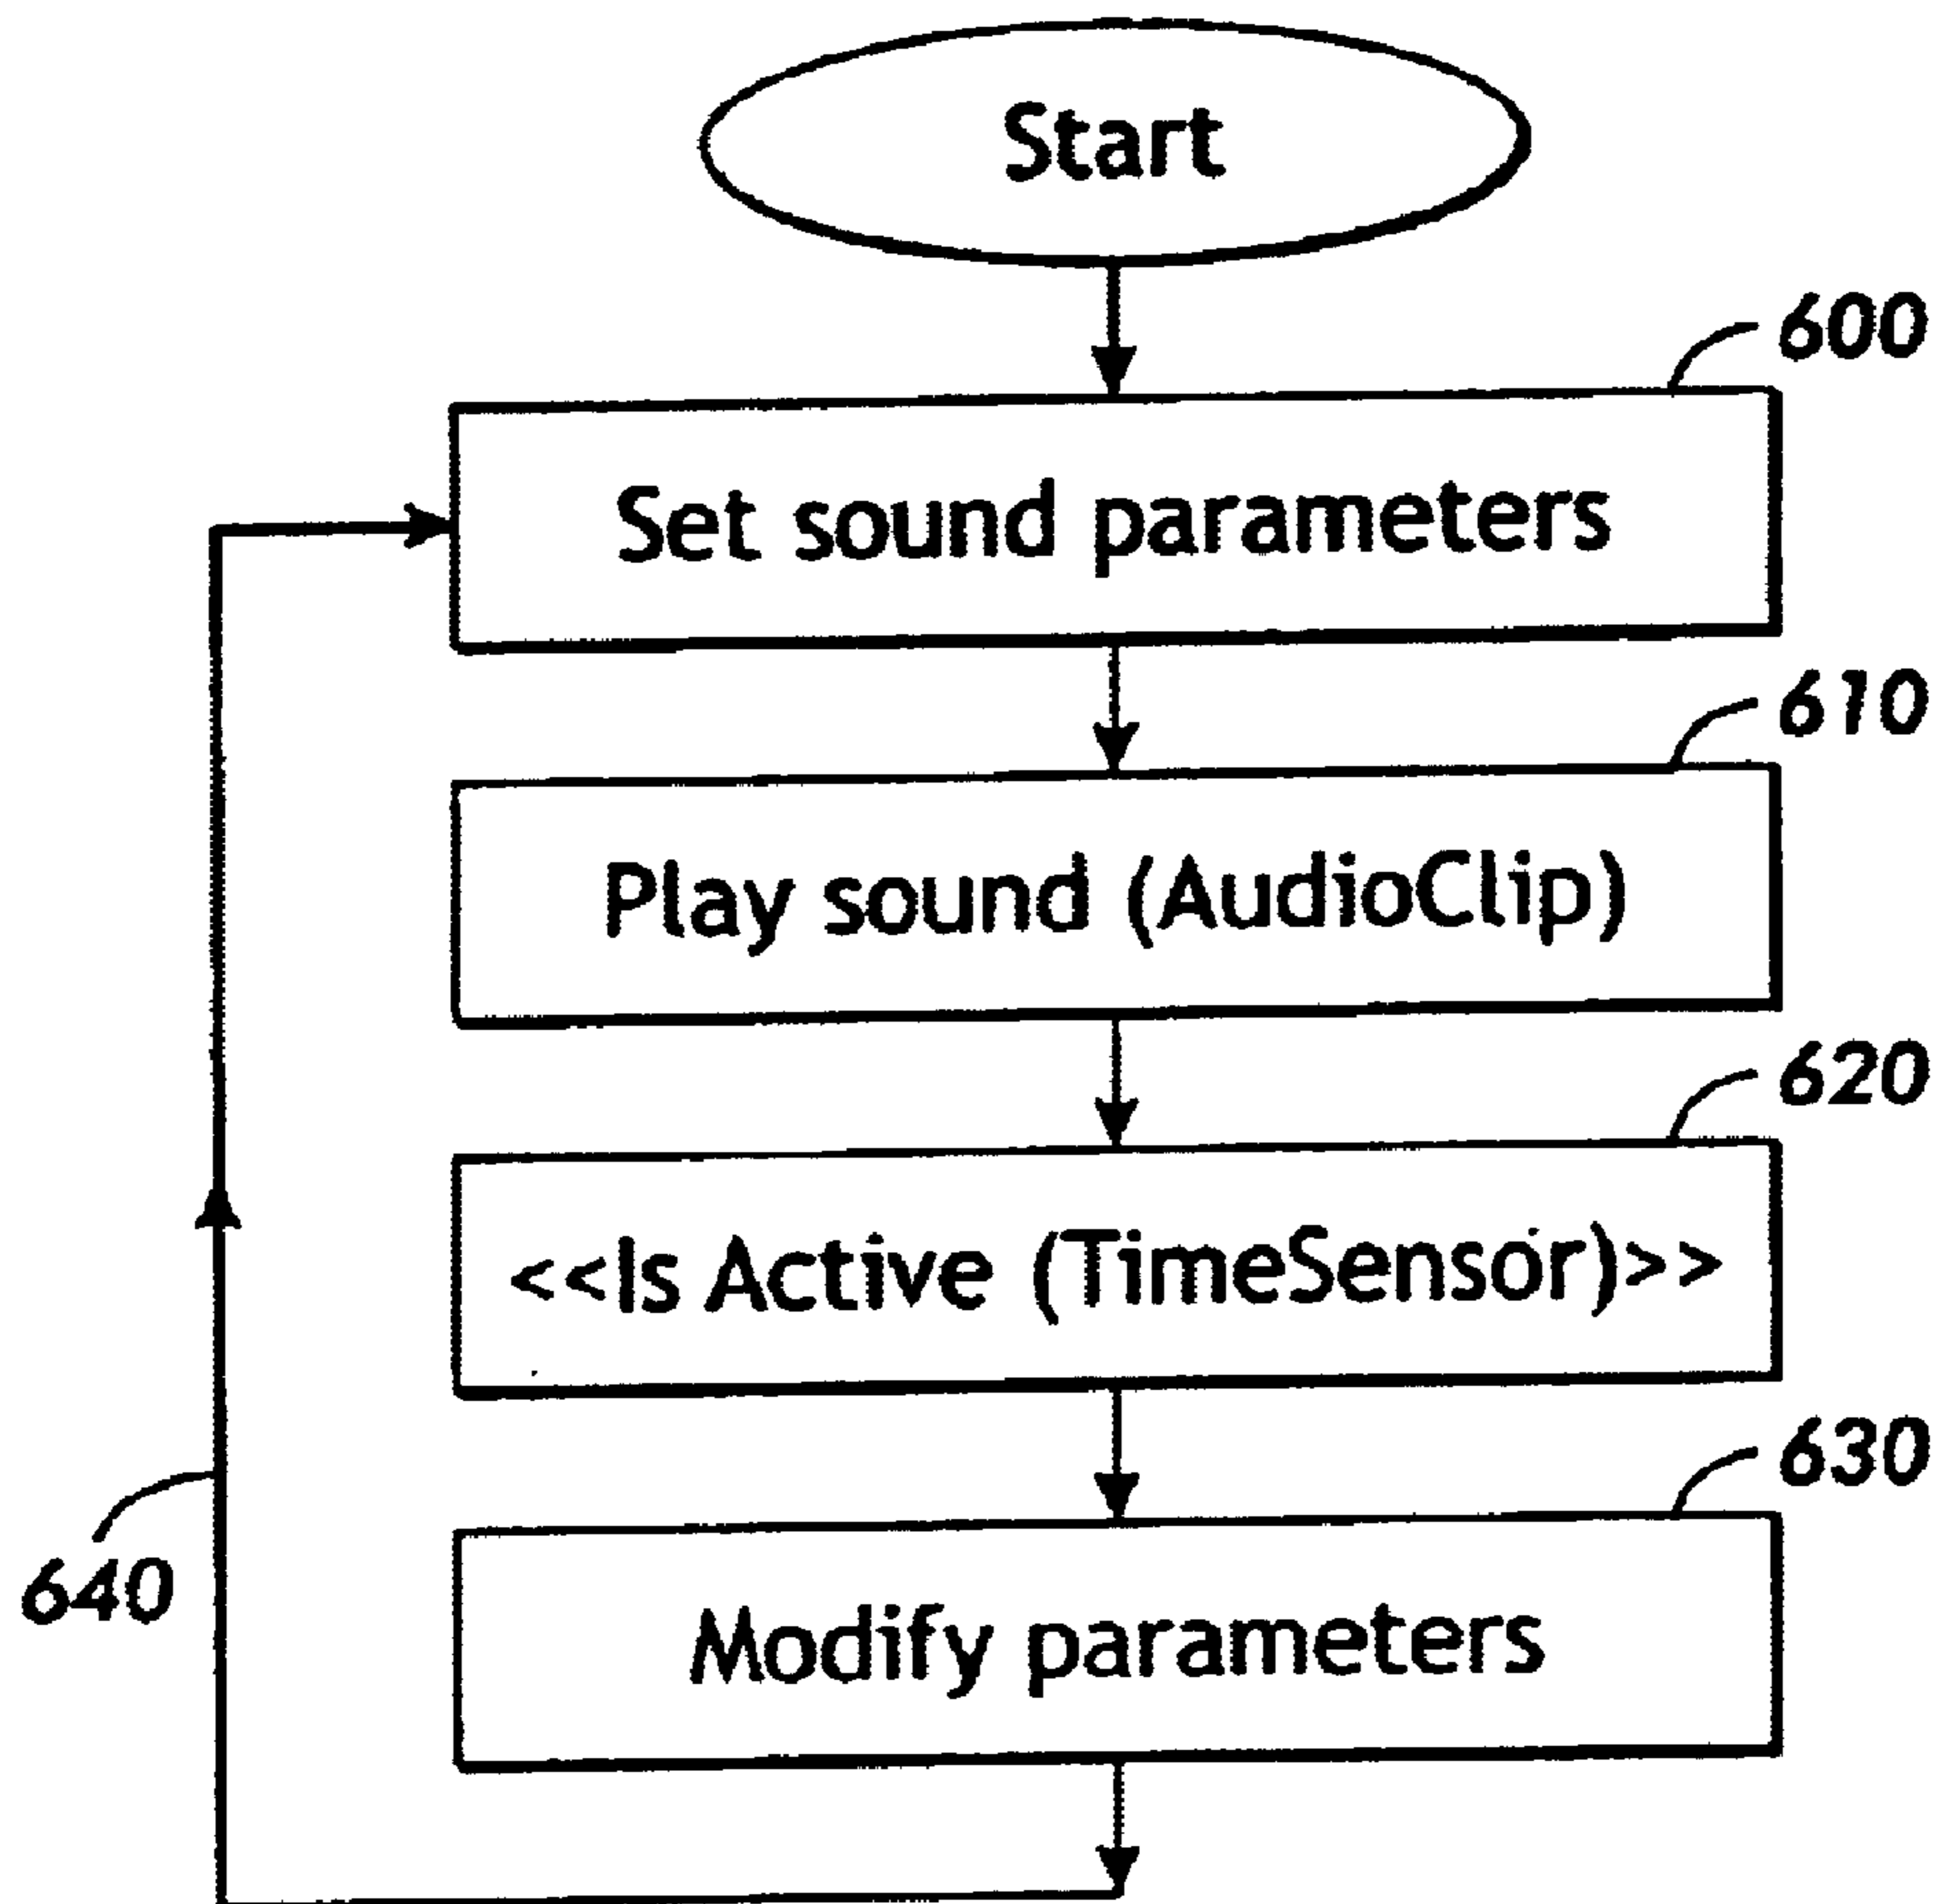 Start
600
Set sound parameters
610
Play sound (AudioClip)
620
<<Is Active (TimeSensor)>>
630
Modify parameters
640